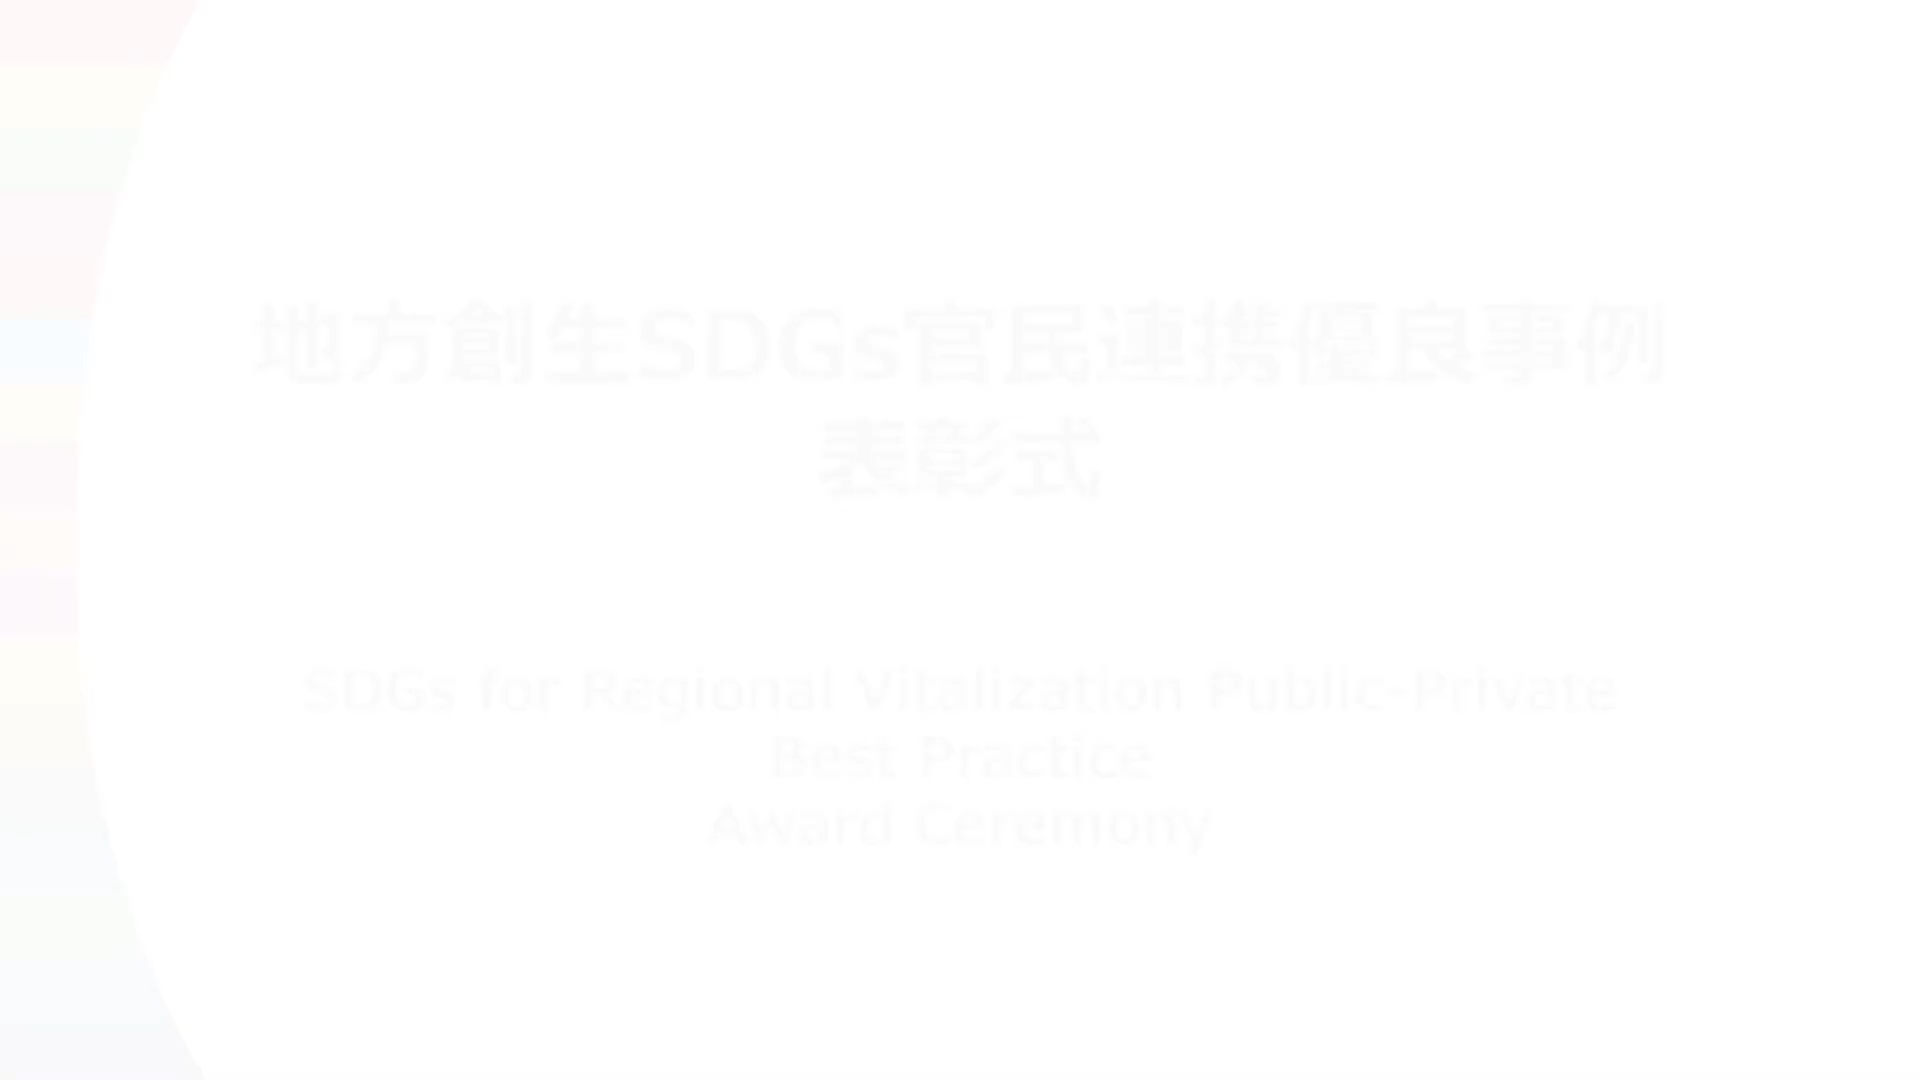 地方創生SDGs官民連携優良事例
表彰式
SDGs for Regional Vitalization Public-Private
Best Practice
Award Ceremony